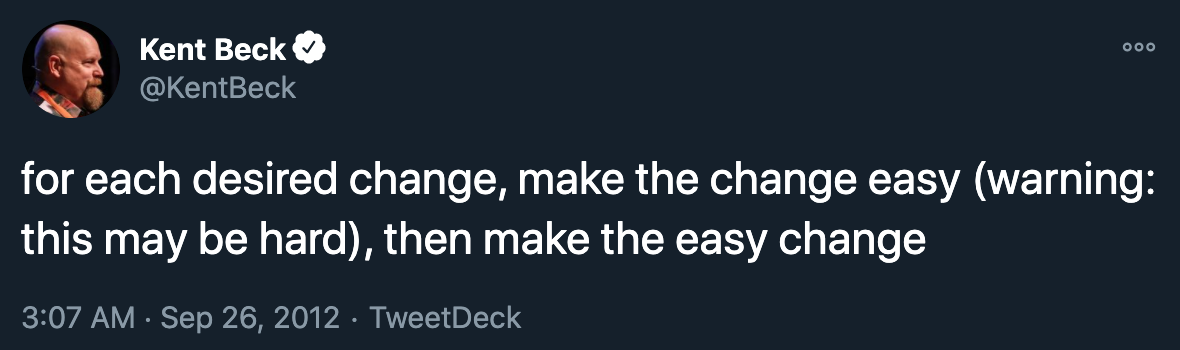 Kent Beck
@KentBeck
for each desired change, make the change easy (warning:
this may be hard), then make the easy change
3:07 AM · Sep 26, 2012 · TweetDeck